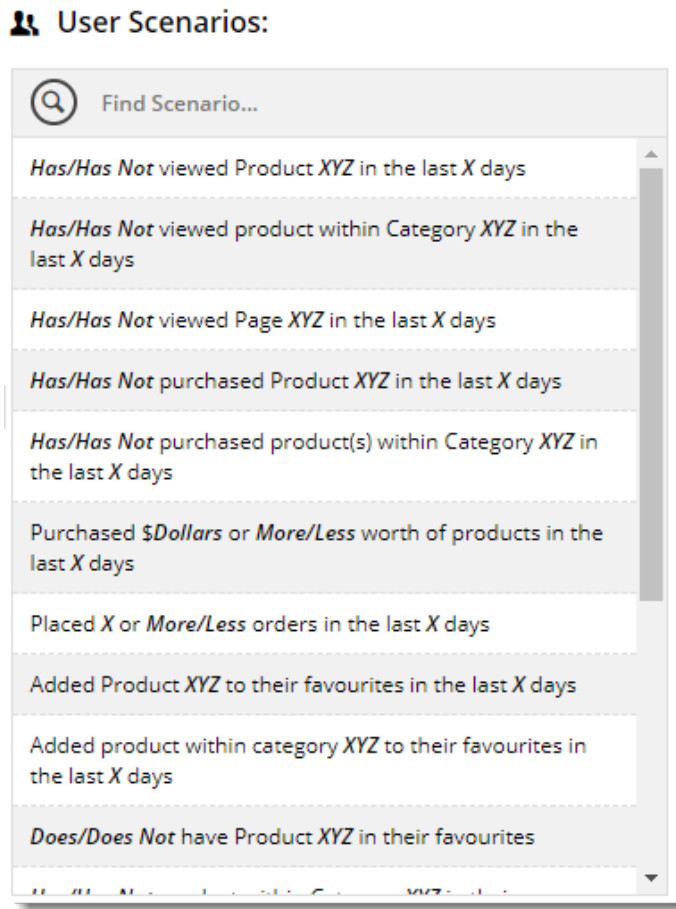 User Scenarios:
Find Scenario...
Has/Has Not viewed Product XYZ in the last X days
Has/Has Not viewed product within Category XYZ in the
last X days
Has/Has Not viewed Page XYZ in the last X days
Has/Has Not purchased Product XYZ in the last X days
Has/Has Not purchased product(s) within Category XYZ in
the last X days
Purchased $Dollars or More/Less worth of products in the
last X days
Placed X or More/Less orders in the last X days
Added Product XYZ to their favourites in the last X days
Added product within category XYZ to their favourites in
the last X days
Does/Does Not have Product XYZ in their favourites